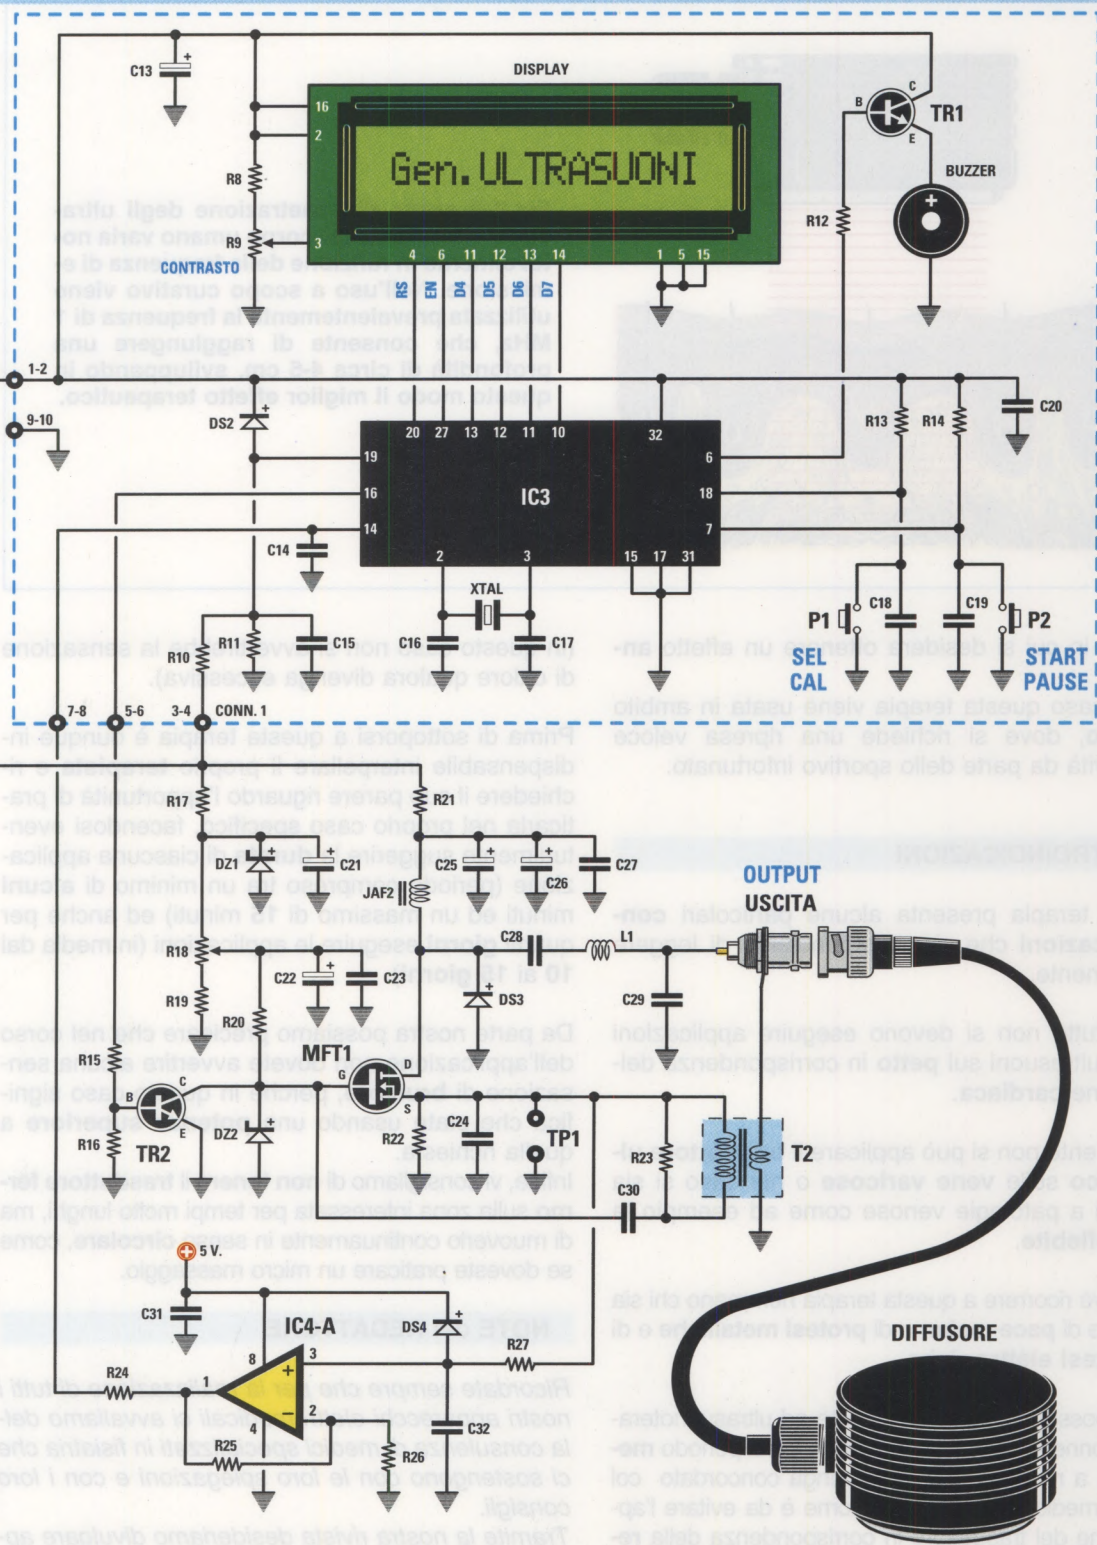 C13
+
DISPLAY
16
2
3
Gen.ULTRASUONI
4 6 11 12 13 14
1 5 15
RS EN D4 D5 D6 D7
R8
R9
CONTRASTO
B
C
E
TR1
BUZZER
+
R12
1-2
9-10
DS2
+
19
16
14
20 27 13 12 11 10
32
6
18
7
IC3
2
3
15 17 31
R13
R14
C20
C14
XTAL
C16
C17
R10
R11
C15
P1
C18
C19
P2
SEL
CAL
START
PAUSE
7-8
5-6
3-4
CONN. 1
R17
R21
DZ1
+
C21
+
C25
+
C26
+
C27
JAF2
OUTPUT
USCITA
R18
C28
L1
C22
+
C23
DS3
+
C29
R19
R20
MFT1
R15
B
C
E
TR2
R16
DZ2
G
D
S
R22
C24
TP1
R23
T2
C30
5 V.
+
C31
IC4-A
DS4
+
8
3
+
1
2
−
4
R27
R24
R25
R26
C32
DIFFUSORE